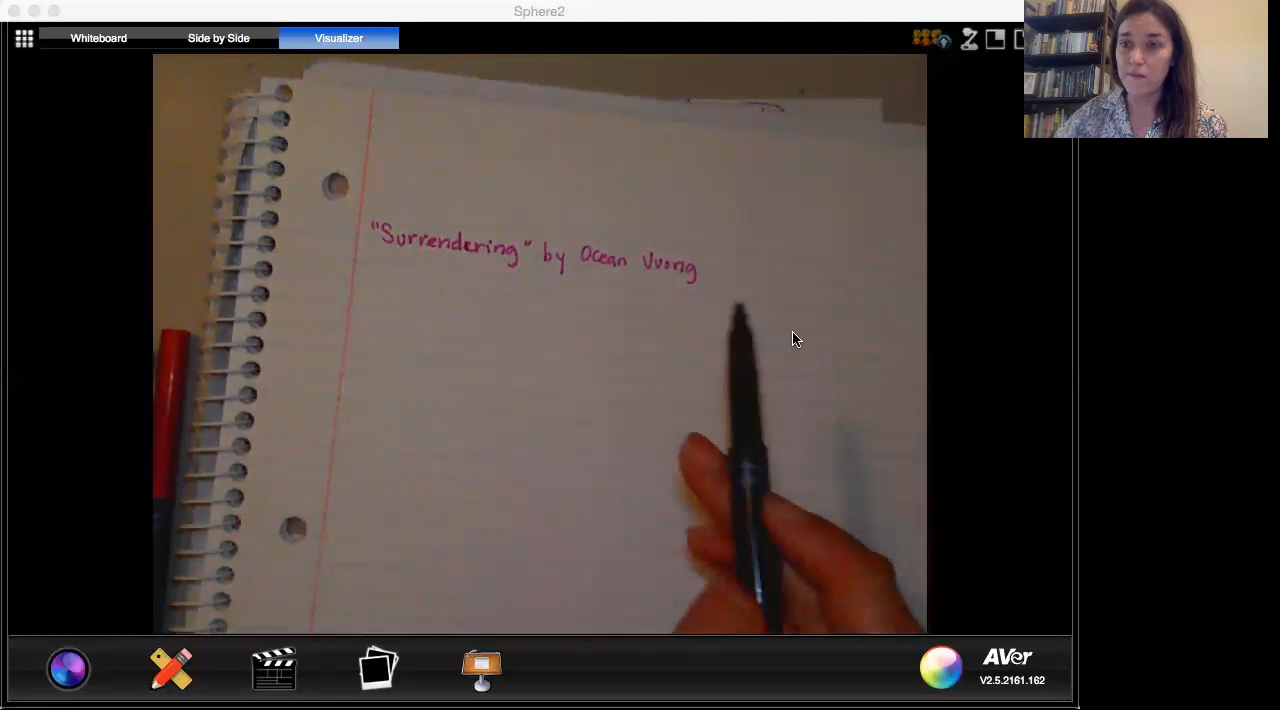 Sphere2
Whiteboard
Side by Side
Visualizer
"Surrendering" by Ocean Vuong
AVer
V2.5.2161.162